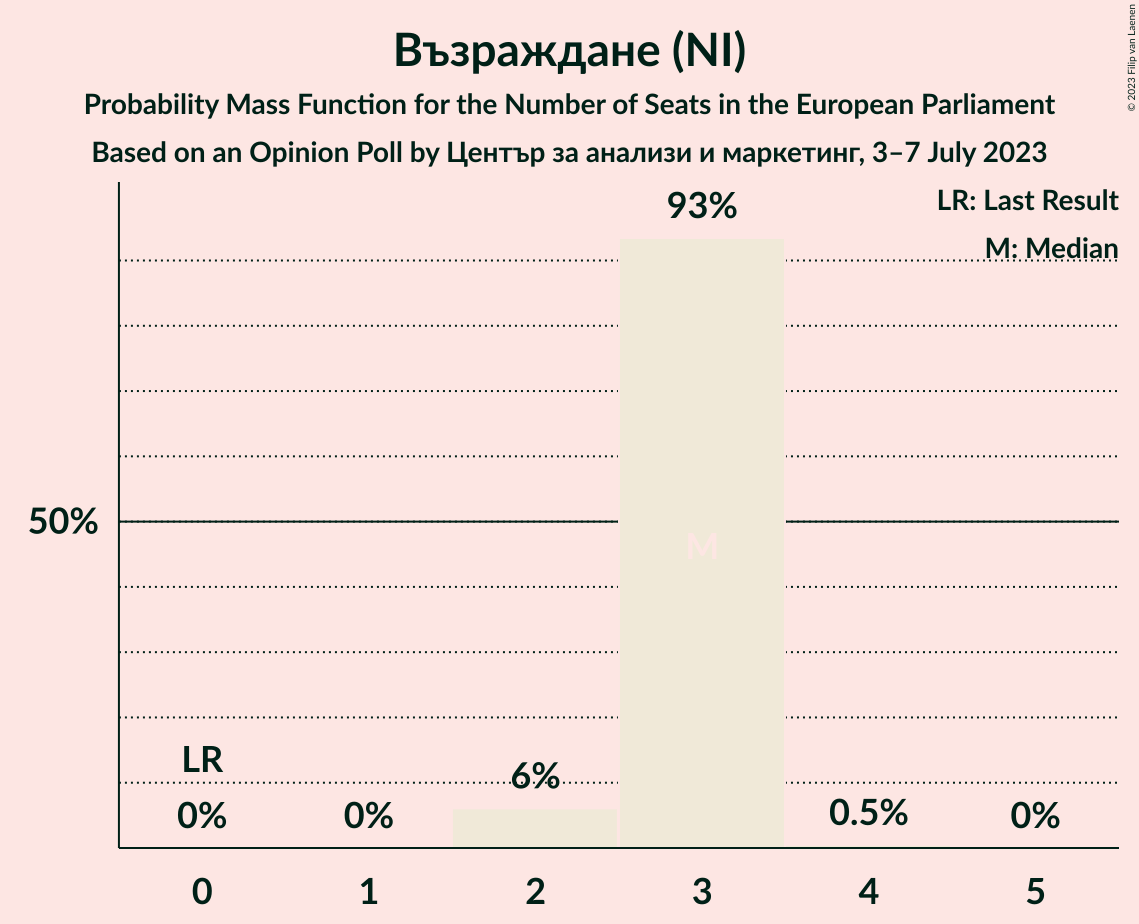 Възраждане (NI)
Probability Mass Function for the Number of Seats in the European Parliament
Based on an Opinion Poll by Център за анализи и маркетинг, 3–7 July 2023
© 2023 Filip van Laenen
LR: Last Result
M: Median
93%
50%
M
LR
6%
0%
0%
0.5%
0%
0 1 2 3 4 5